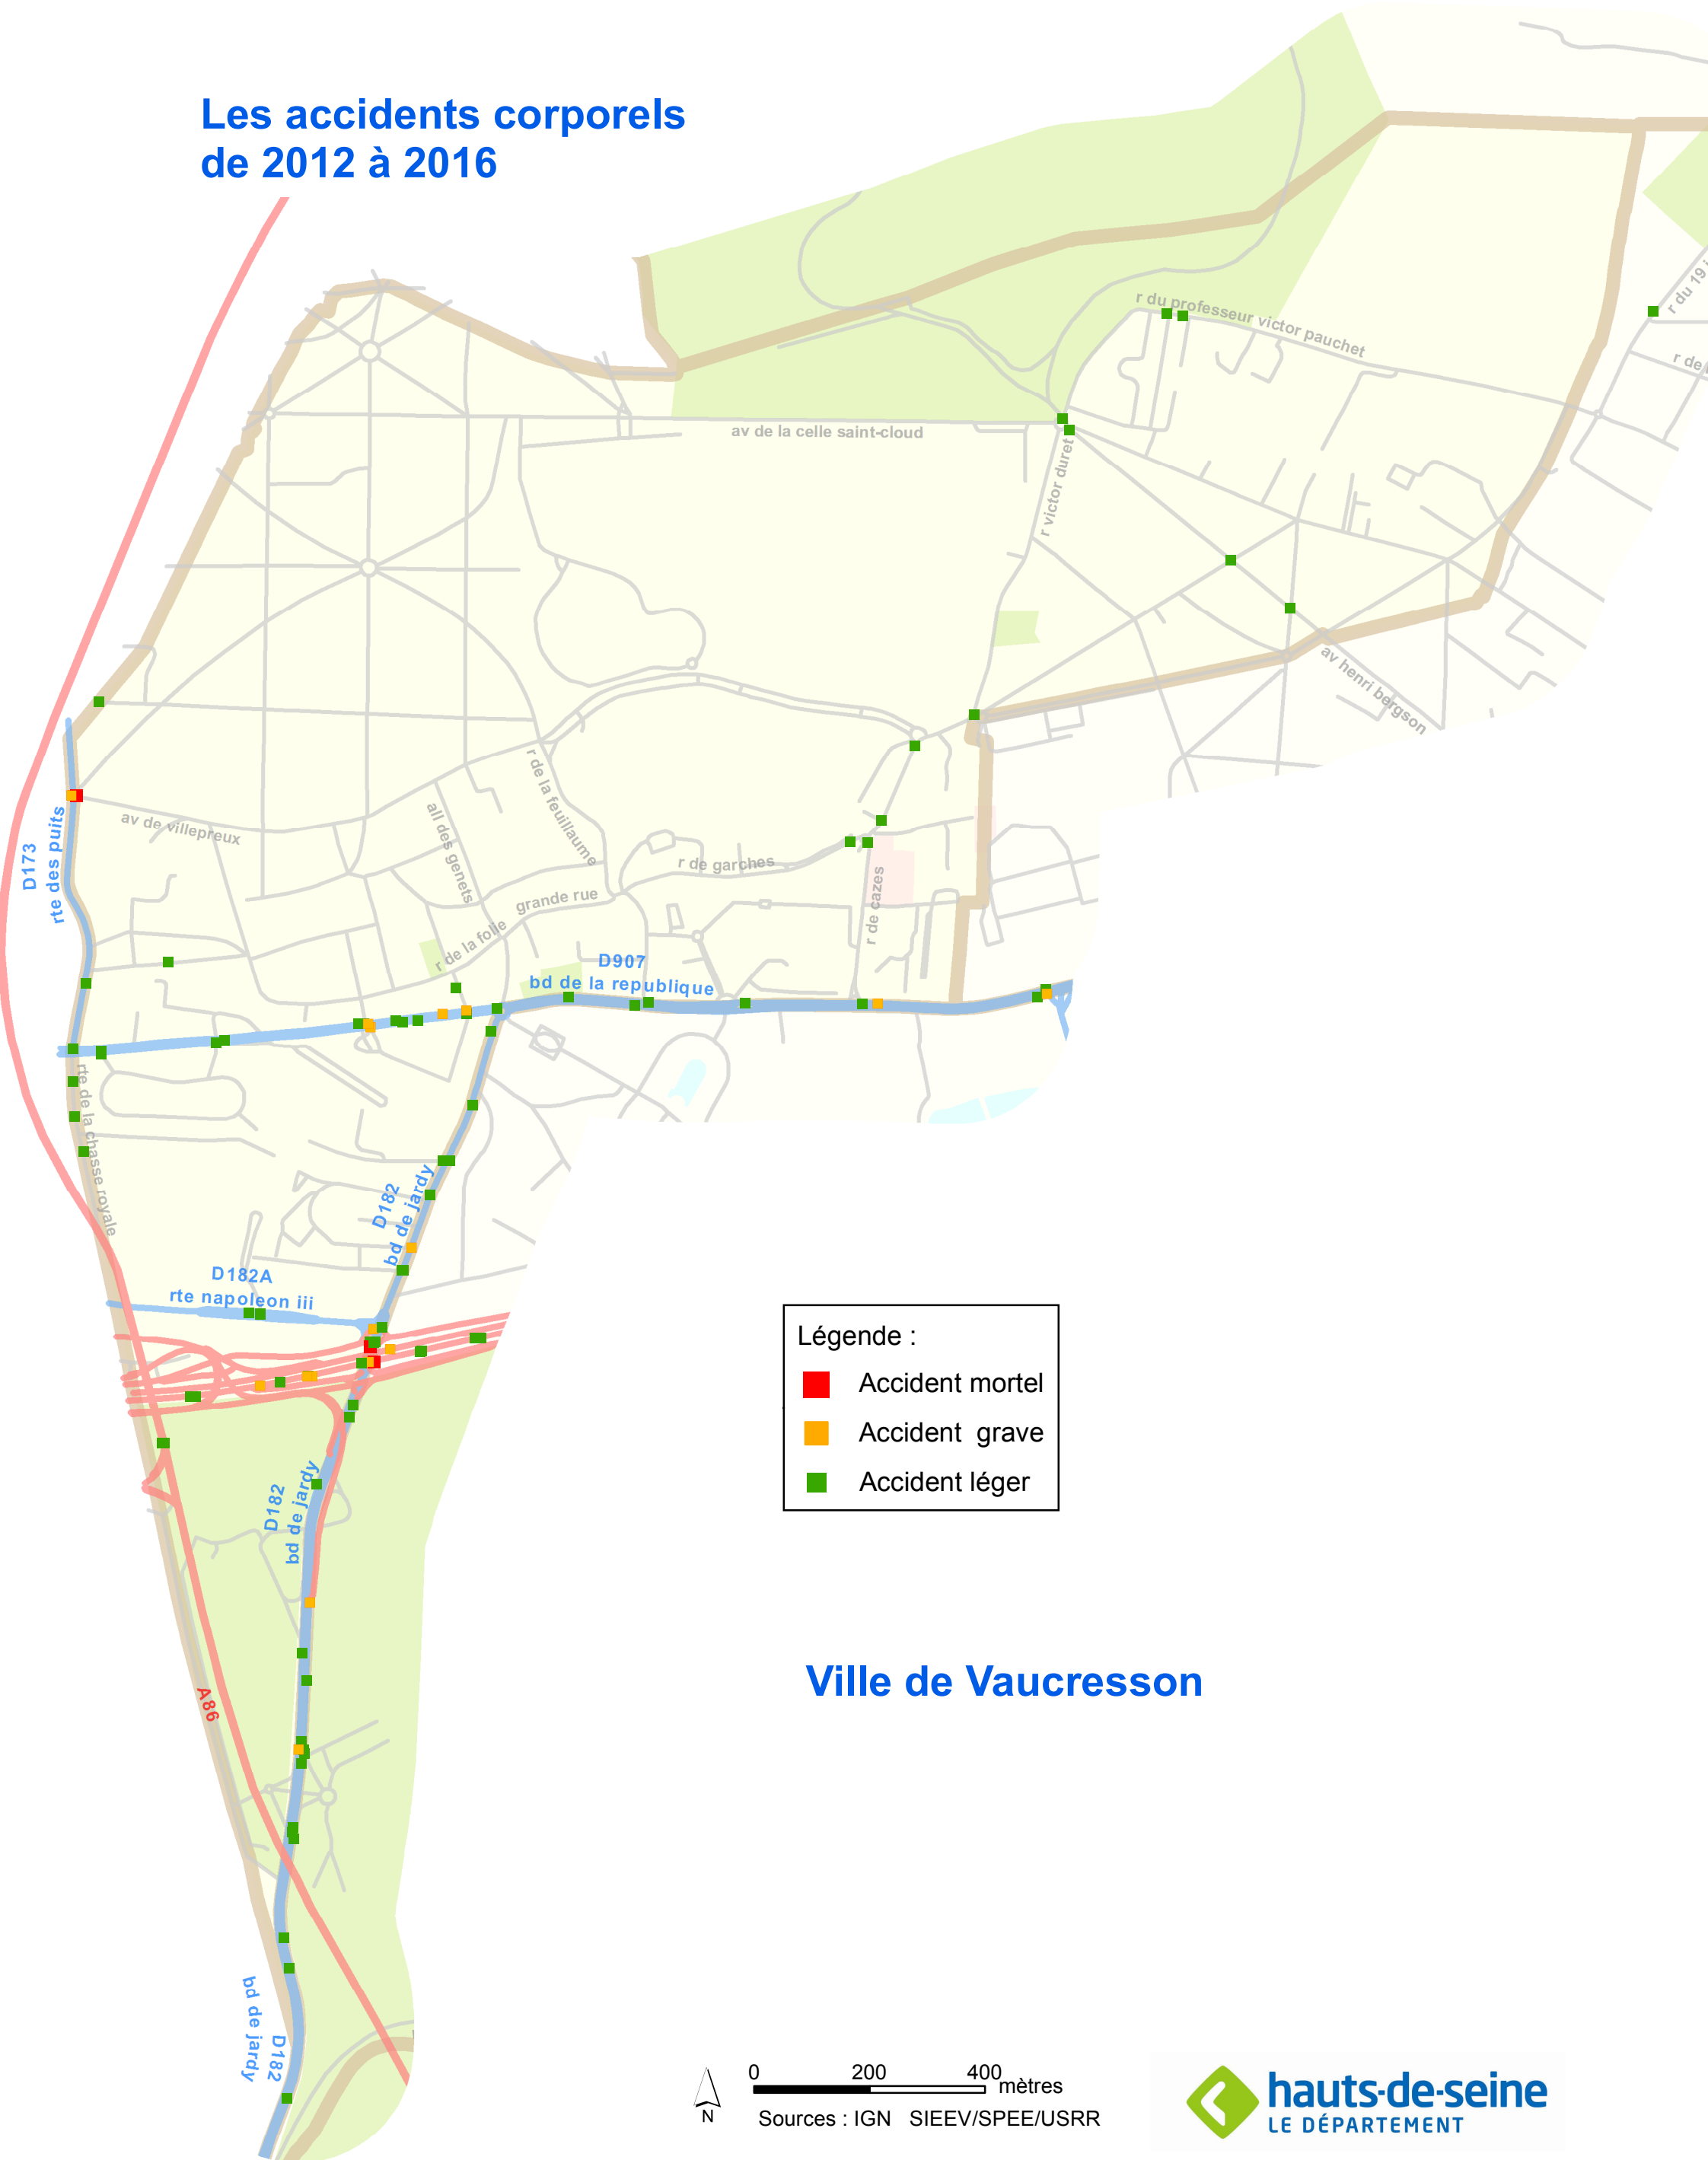 Les accidents corporels
de 2012 à 2016
r du professeur victor pauchet
r du 19 j
r de
av de la celle saint-cloud
r victor duret
av henri bergson
D173
rte des puits
av de villepreux
all des genets
r de la feuillaume
r de garches
grande rue
r de la folie
r de cazes
D907
bd de la republique
rte de la chasse royale
D182
bd de jardy
D182A
rte napoleon iii
Légende :
Accident mortel
Accident grave
Accident léger
D182
bd de jardy
A86
Ville de Vaucresson
bd de jardy
D182
0 200 400
mètres
N
Sources : IGN SIEEV/SPEE/USRR
hauts-de-seine
LE DÉPARTEMENT